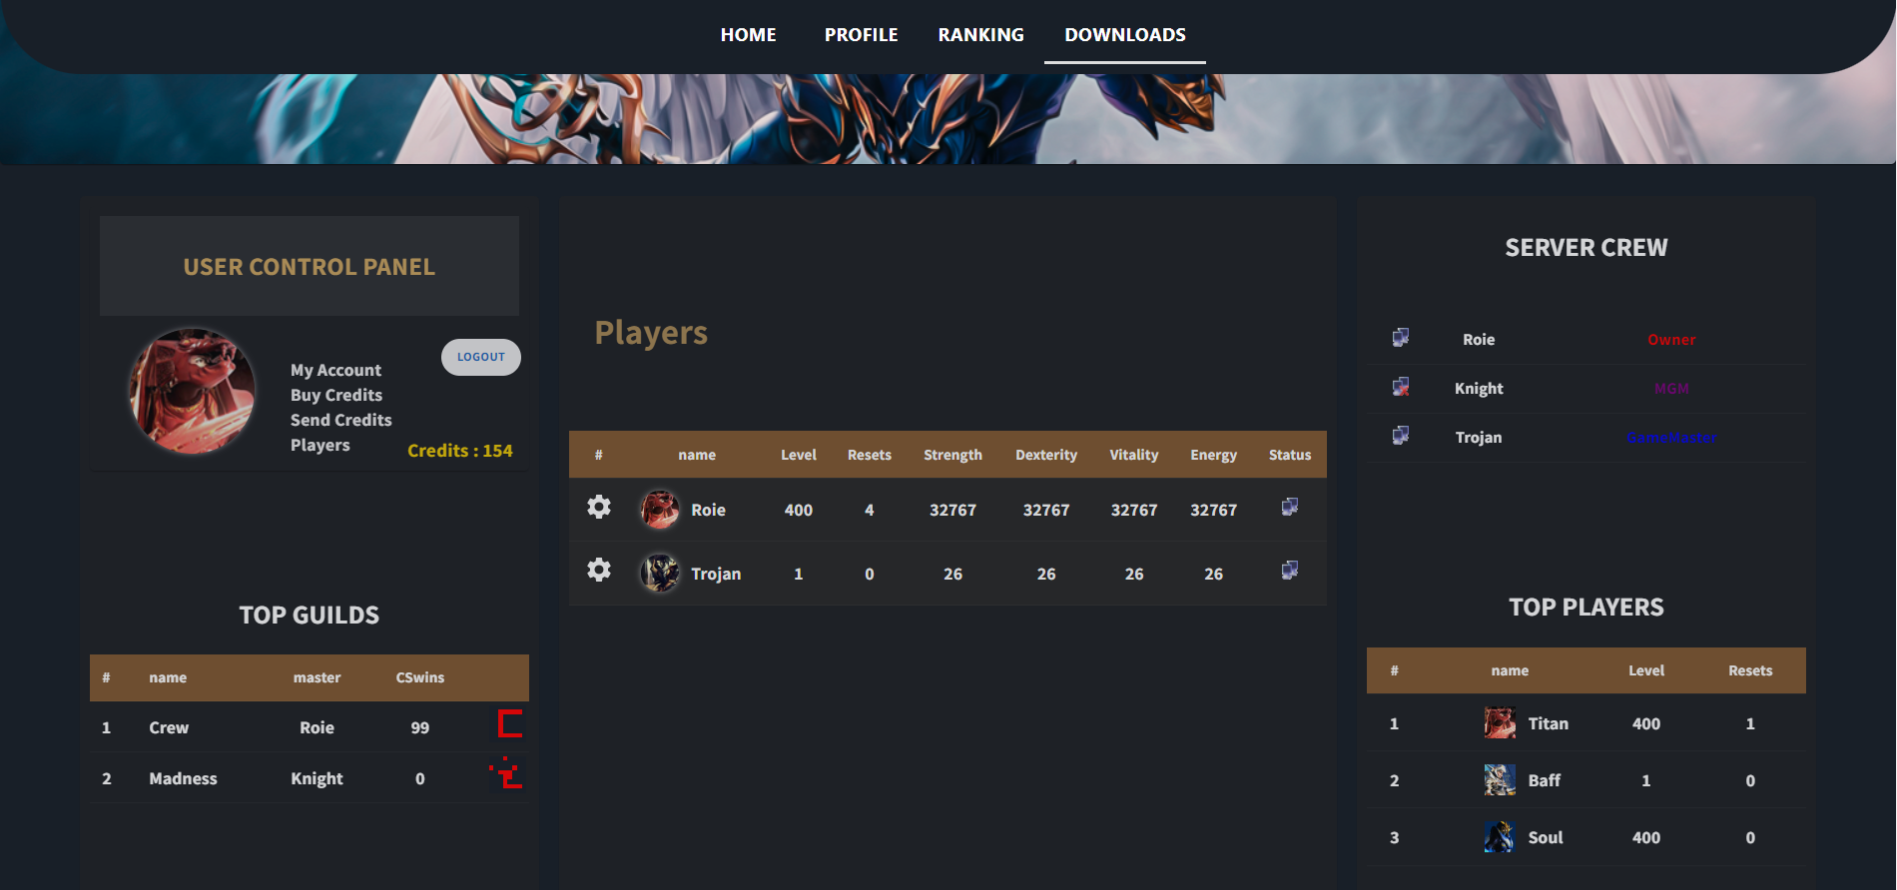 HOME PROFILE RANKING DOWNLOADS
USER CONTROL PANEL
LOGOUT
My Account
Buy Credits
Send Credits
Players
Credits : 154
TOP GUILDS
# name master CSwins
1 Crew Roie 99
2 Madness Knight 0
Players
# name Level Resets Strength Dexterity Vitality Energy Status
Roie 400 4 32767 32767 32767 32767
Trojan 1 0 26 26 26 26
SERVER CREW
Roie Owner
Knight MGM
Trojan GameMaster
TOP PLAYERS
# name Level Resets
1 Titan 400 1
2 Baff 1 0
3 Soul 400 0